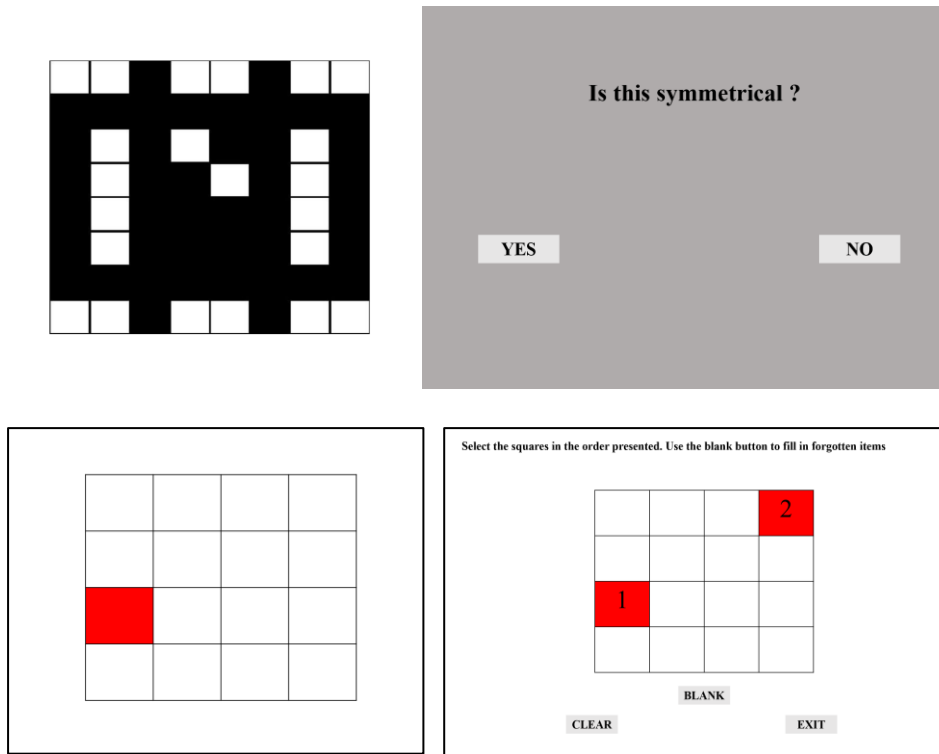 Is this symmetrical ?
YES
NO
Select the squares in the order presented. Use the blank button to fill in forgotten items
2
1
BLANK
CLEAR
EXIT